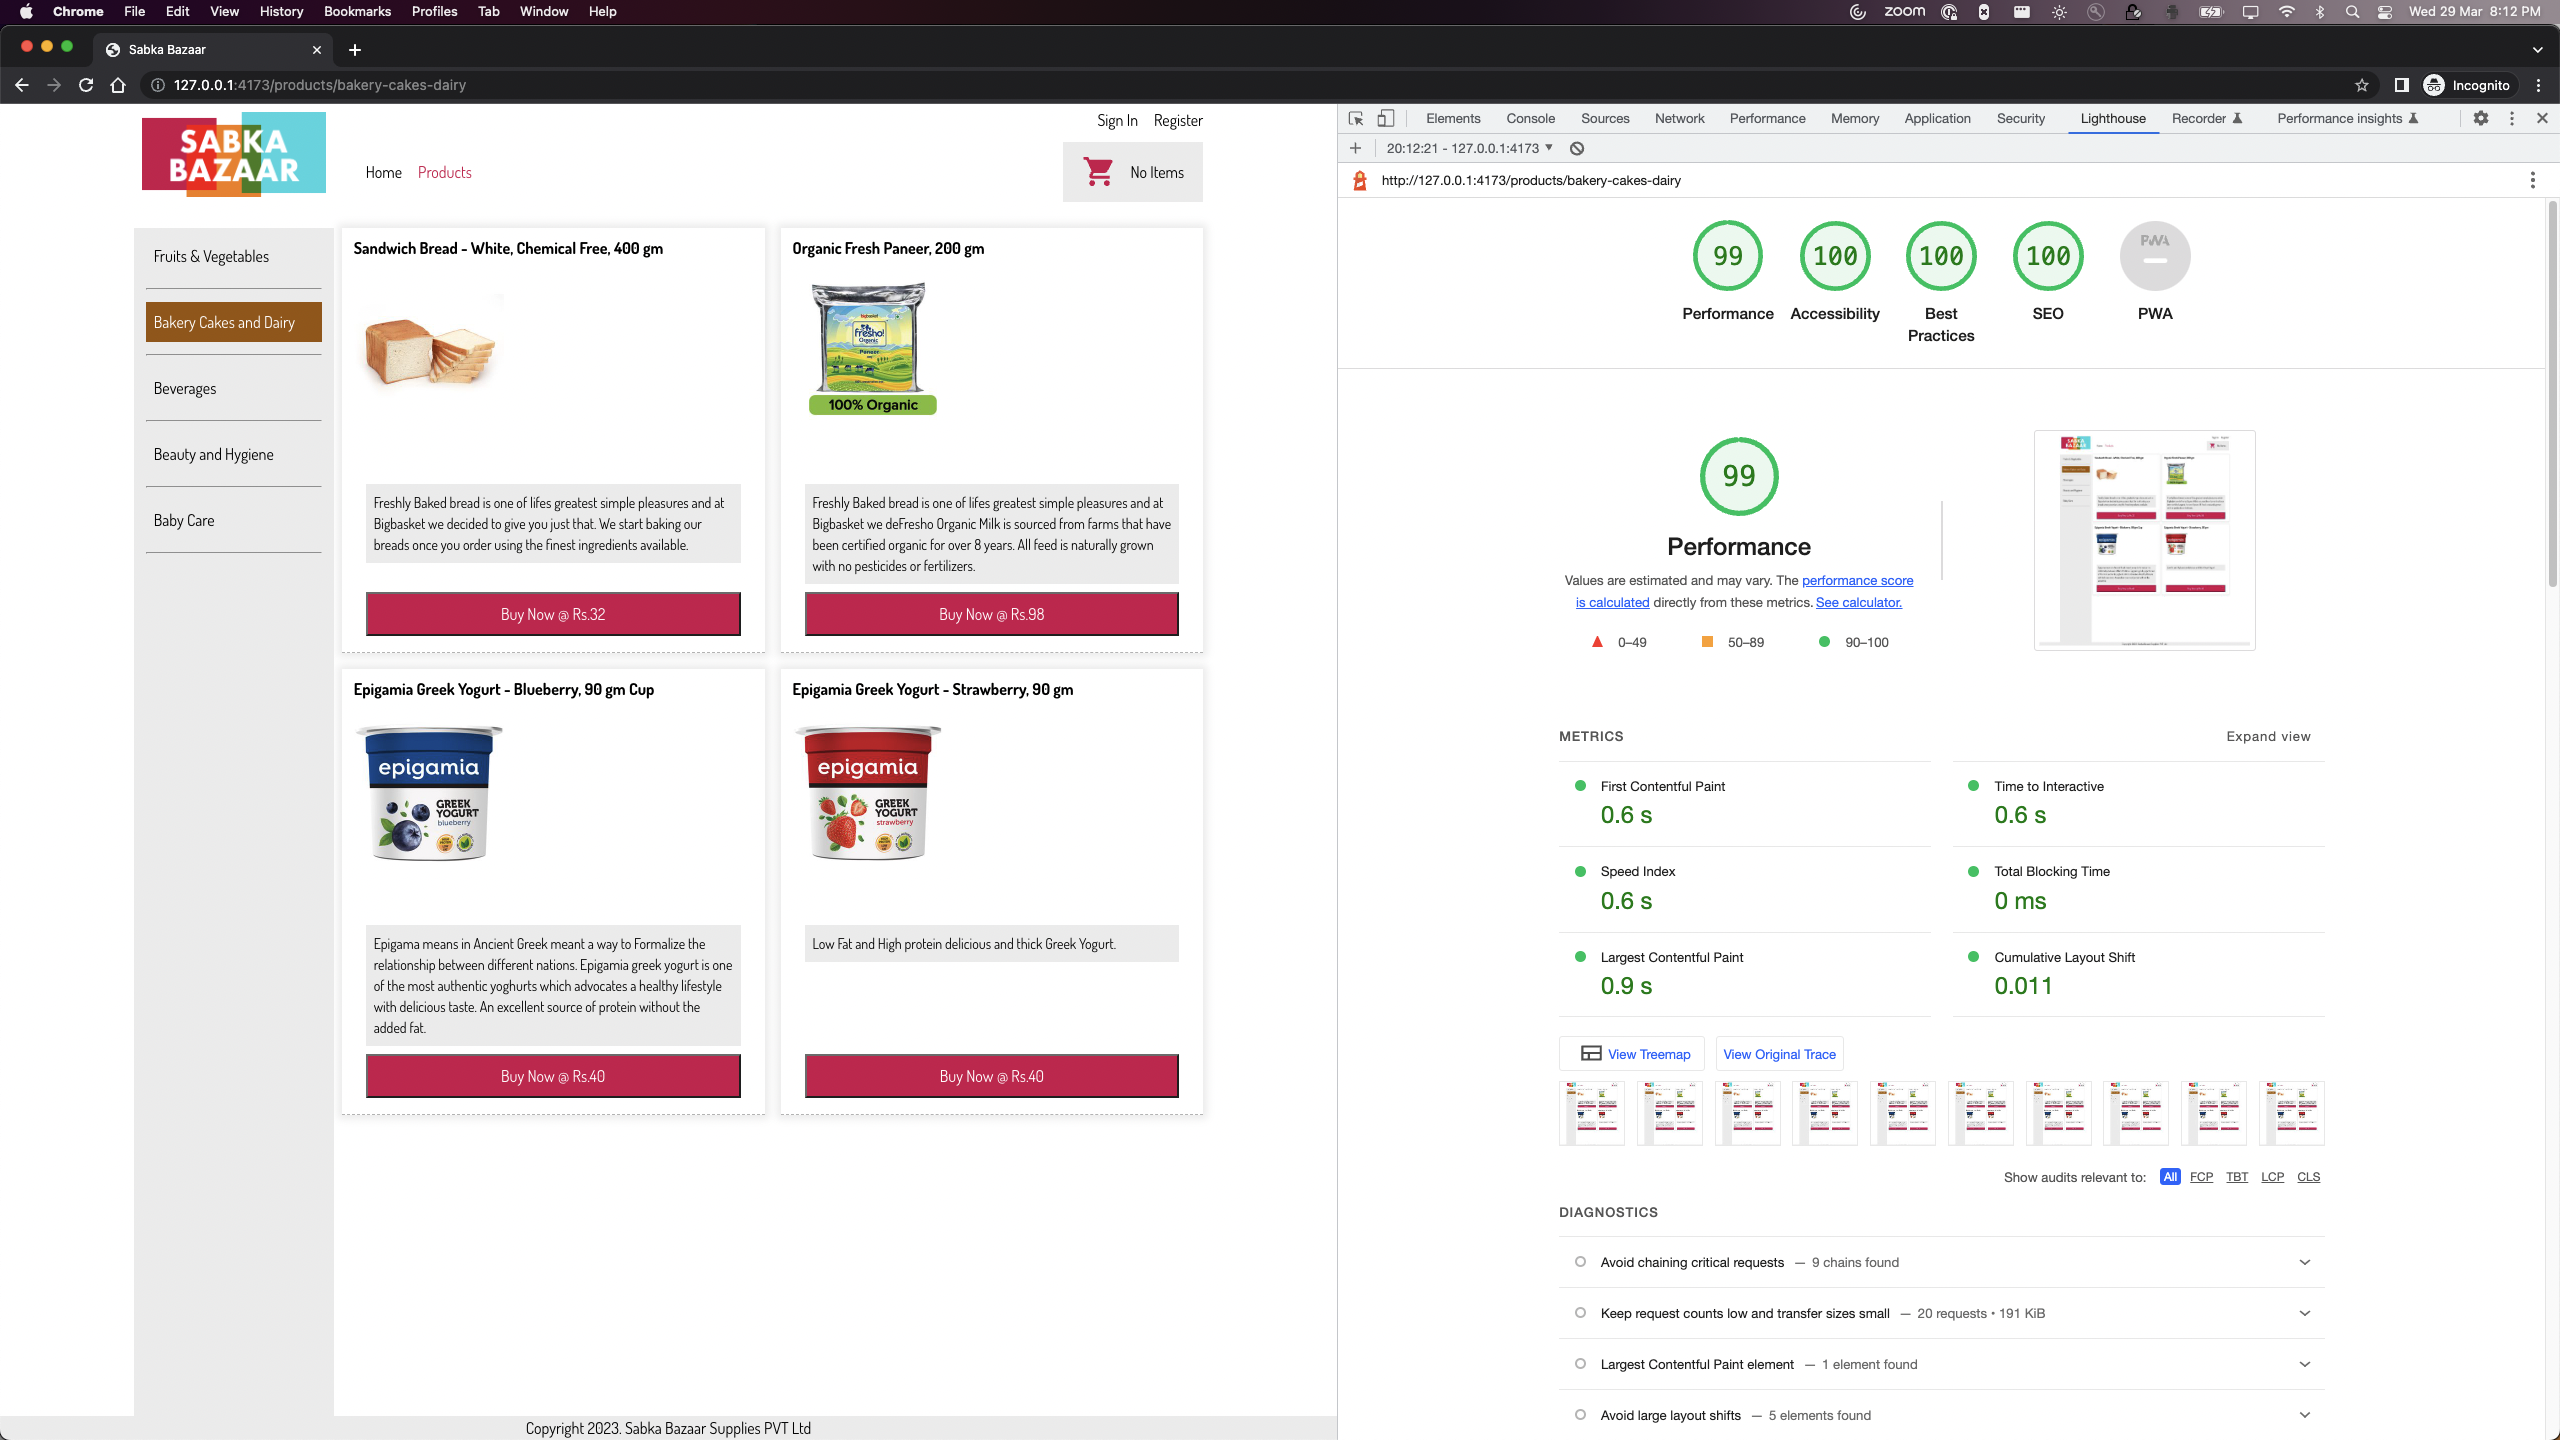 Chrome File Edit View History Bookmarks Profiles Tab Window Help
zoom
Wed 29 Mar 8:12 PM
Sabka Bazaar
127.0.0.1:4173/products/bakery-cakes-dairy
Incognito
SABKA
BAZAAR
Home Products
Sign In Register
No Items
Fruits & Vegetables
Bakery Cakes and Dairy
Beverages
Beauty and Hygiene
Baby Care
Sandwich Bread - White, Chemical Free, 400 gm
Freshly Baked bread is one of lifes greatest simple pleasures and at
Bigbasket we decided to give you just that. We start baking our
breads once you order using the finest ingredients available.
Buy Now @ Rs.32
Organic Fresh Paneer, 200 gm
fresho!
Organic
Paneer
100% Organic
Freshly Baked bread is one of lifes greatest simple pleasures and at
Bigbasket we deFresho Organic Milk is sourced from farms that have
been certified organic for over 8 years. All feed is naturally grown
with no pesticides or fertilizers.
Buy Now @ Rs.98
Epigamia Greek Yogurt - Blueberry, 90 gm Cup
epigamia
GREEK
YOGURT
blueberry
Epigama means in Ancient Greek meant a way to Formalize the
relationship between different nations. Epigamia greek yogurt is one
of the most authentic yoghurts which advocates a healthy lifestyle
with delicious taste. An excellent source of protein without the
added fat.
Buy Now @ Rs.40
Epigamia Greek Yogurt - Strawberry, 90 gm
epigamia
GREEK
YOGURT
strawberry
Low Fat and High protein delicious and thick Greek Yogurt.
Buy Now @ Rs.40
Copyright 2023. Sabka Bazaar Supplies PVT Ltd
Elements Console Sources Network Performance Memory Application Security Lighthouse Recorder Performance insights
20:12:21 - 127.0.0.1:4173
http://127.0.0.1:4173/products/bakery-cakes-dairy
99 100 100 100 PWA
Performance Accessibility Best Practices SEO PWA
99
Performance
Values are estimated and may vary. The performance score
is calculated directly from these metrics. See calculator.
0–49 50–89 90–100
METRICS
Expand view
First Contentful Paint
0.6 s
Time to Interactive
0.6 s
Speed Index
0.6 s
Total Blocking Time
0 ms
Largest Contentful Paint
0.9 s
Cumulative Layout Shift
0.011
View Treemap
View Original Trace
Show audits relevant to: All FCP TBT LCP CLS
DIAGNOSTICS
Avoid chaining critical requests — 9 chains found
Keep request counts low and transfer sizes small — 20 requests • 191 KiB
Largest Contentful Paint element — 1 element found
Avoid large layout shifts — 5 elements found